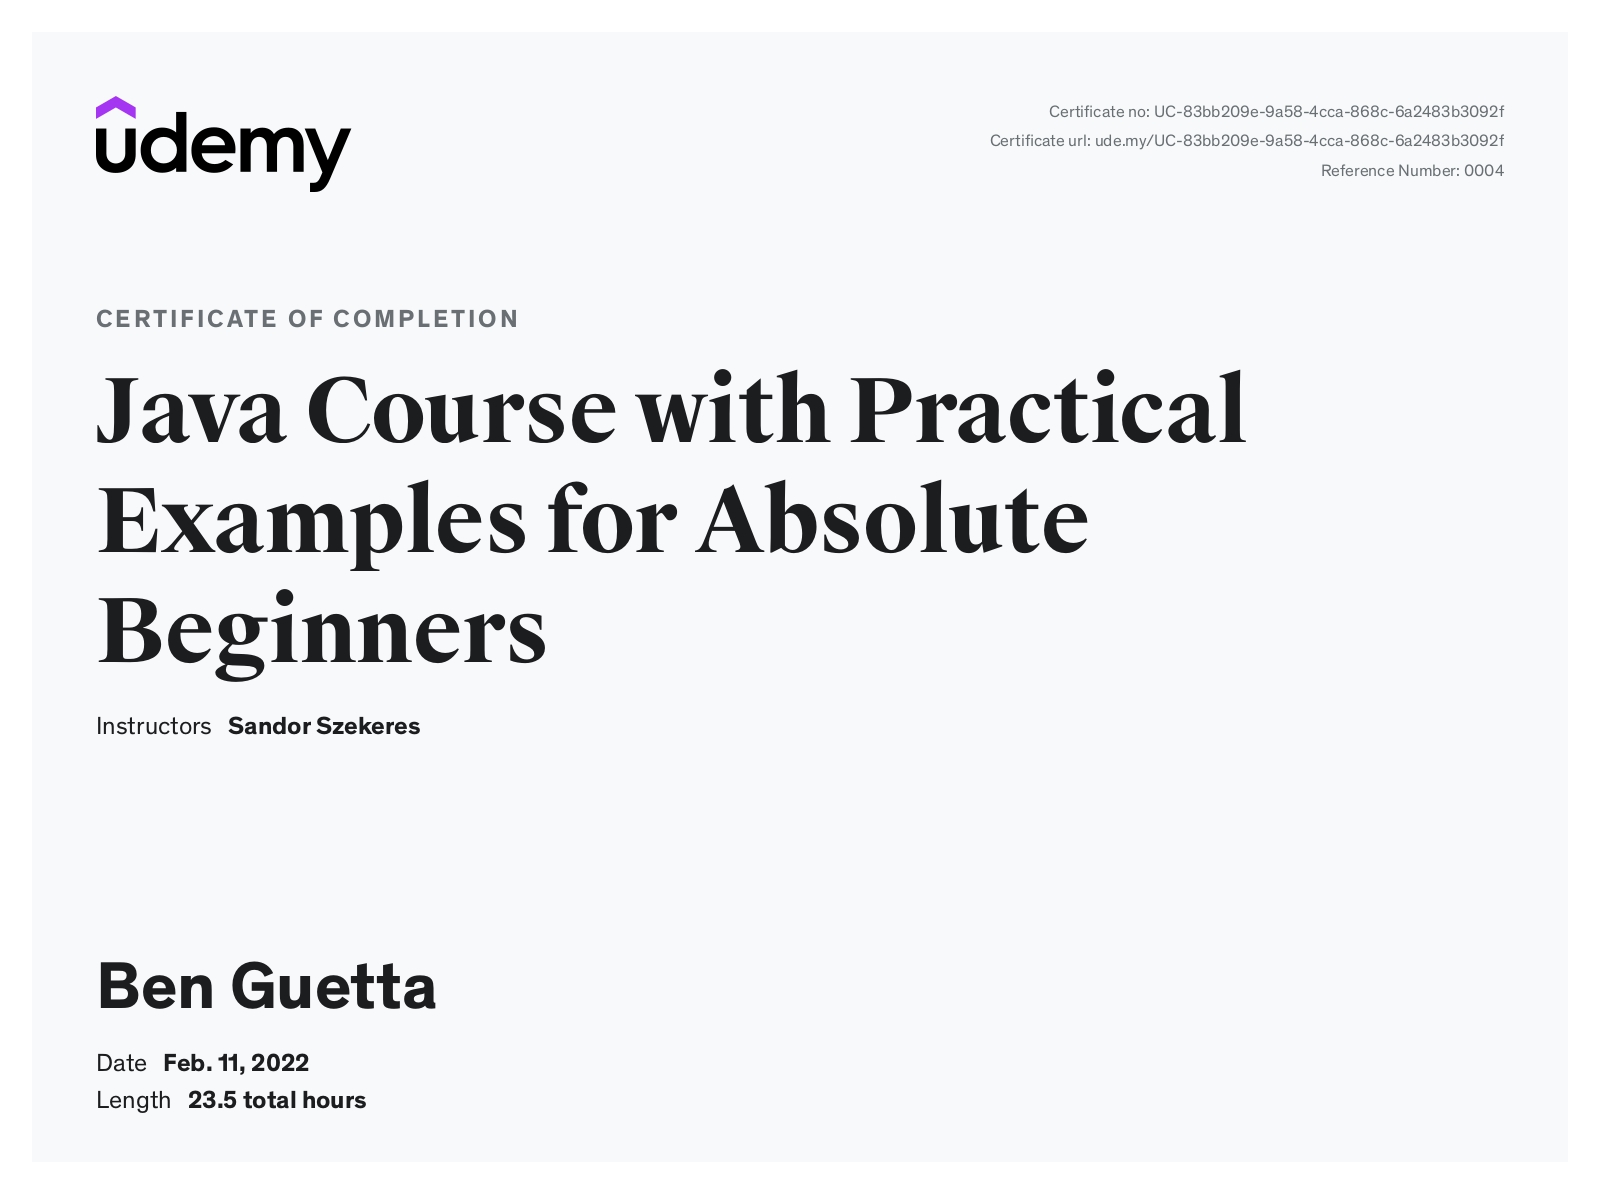 udemy
Certificate no: UC-83bb209e-9a58-4cca-868c-6a2483b3092f
Certificate url: ude.my/UC-83bb209e-9a58-4cca-868c-6a2483b3092f
Reference Number: 0004
CERTIFICATE OF COMPLETION
Java Course with Practical
Examples for Absolute
Beginners
Instructors Sandor Szekeres
Ben Guetta
Date Feb. 11, 2022
Length 23.5 total hours